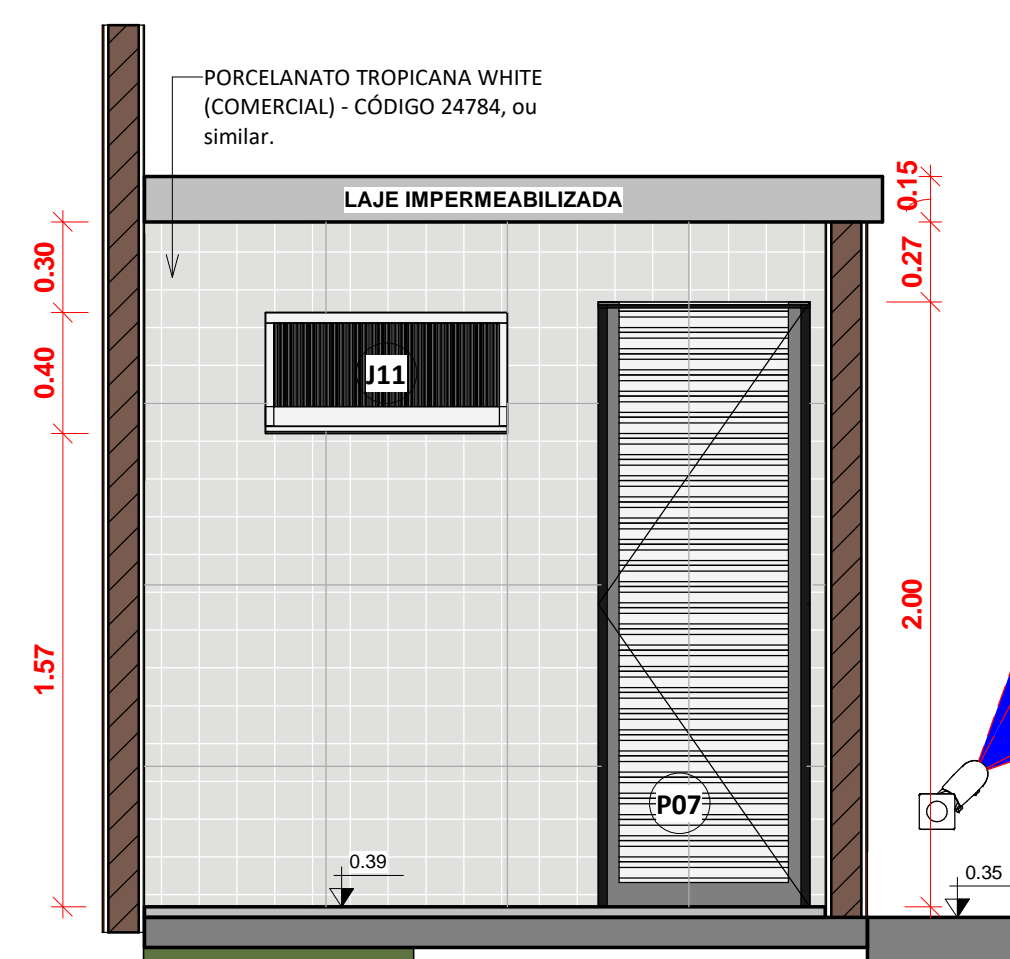 PORCELANATO TROPICANA WHITE
(COMERCIAL) - CÓDIGO 24784, ou
similar.
LAJE IMPERMEABILIZADA
0.15
0.30
0.27
0.40
J11
2.00
1.57
P07
0.39
0.35